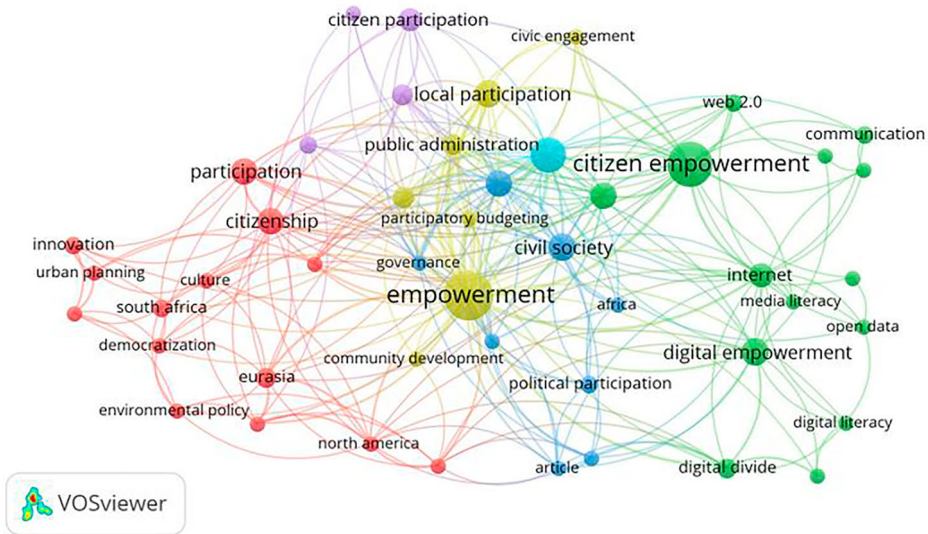 citizen participation
civic engagement
local participation
web 2.0
communication
public administration
citizen empowerment
participation
citizenship
participatory budgeting
innovation
civil society
urban planning
governance
internet
culture
empowerment
media literacy
south africa
africa
open data
democratization
community development
digital empowerment
eurasia
political participation
environmental policy
digital literacy
north america
article
digital divide
VOSviewer